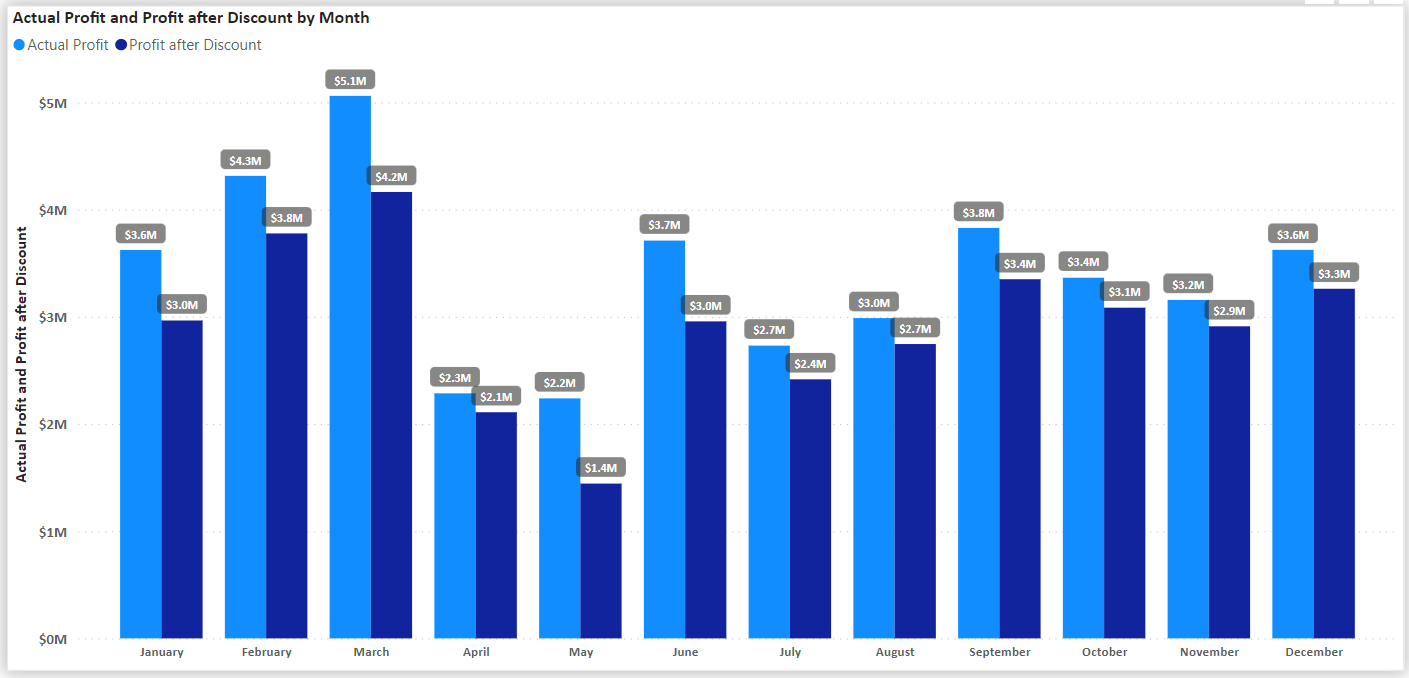 Actual Profit and Profit after Discount by Month
Actual Profit Profit after Discount
Actual Profit and Profit after Discount
$5M
$4M
$3M
$2M
$1M
$0M
$3.6M
$3.0M
$4.3M
$3.8M
$5.1M
$4.2M
$2.3M
$2.1M
$2.2M
$1.4M
$3.7M
$3.0M
$2.7M
$2.4M
$3.0M
$2.7M
$3.8M
$3.4M
$3.4M
$3.1M
$3.2M
$2.9M
$3.6M
$3.3M
January February March April May June July August September October November December